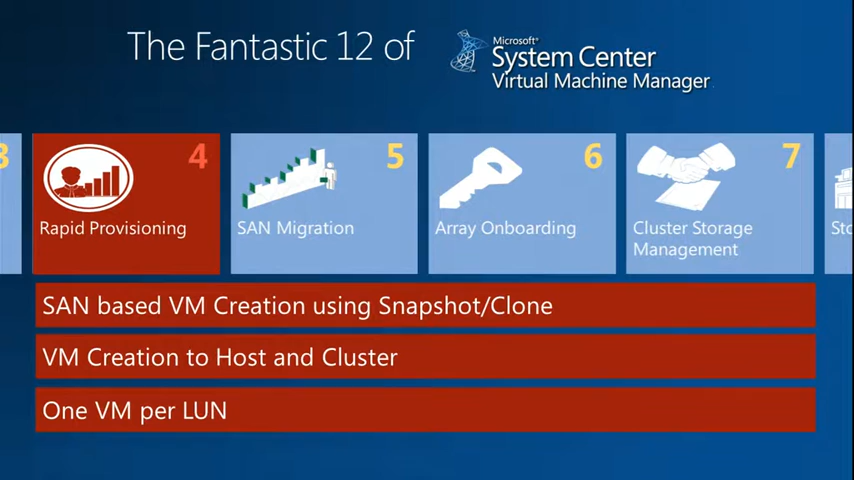 The Fantastic 12 of
Microsoft®
System Center
Virtual Machine Manager
3
4
Rapid Provisioning
5
SAN Migration
6
Array Onboarding
7
Cluster Storage
Management
Sto
SAN based VM Creation using Snapshot/Clone
VM Creation to Host and Cluster
One VM per LUN